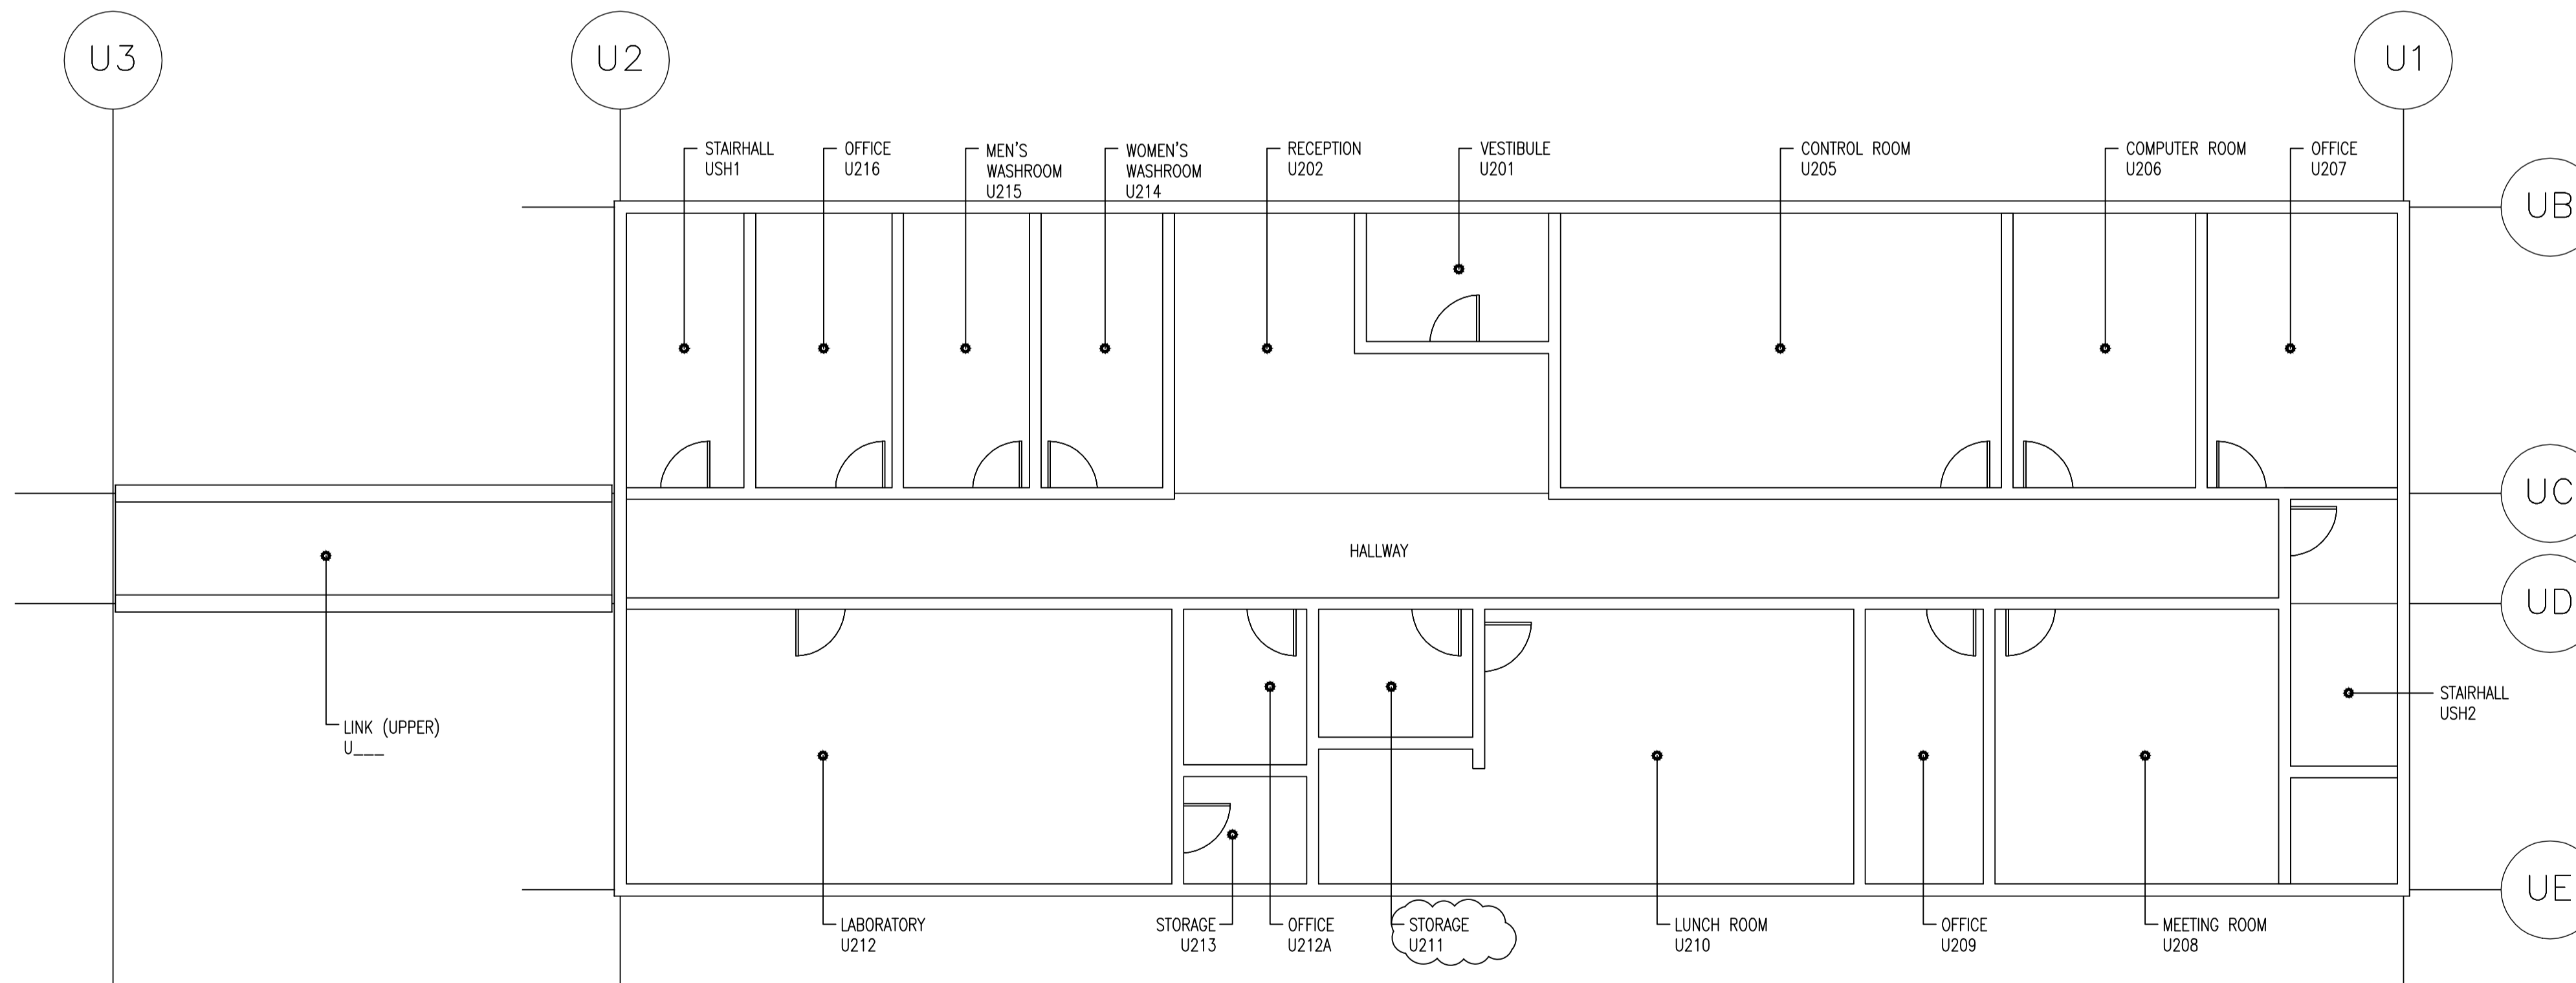 U3
U2
U1
STAIRHALL
USH1
OFFICE
U216
MEN'S
WASHROOM
U215
WOMEN'S
WASHROOM
U214
RECEPTION
U202
VESTIBULE
U201
CONTROL ROOM
U205
COMPUTER ROOM
U206
OFFICE
U207
UB
UC
HALLWAY
UD
STAIRHALL
USH2
LINK (UPPER)
U___
UE
LABORATORY
U212
STORAGE
U213
OFFICE
U212A
STORAGE
U211
LUNCH ROOM
U210
OFFICE
U209
MEETING ROOM
U208